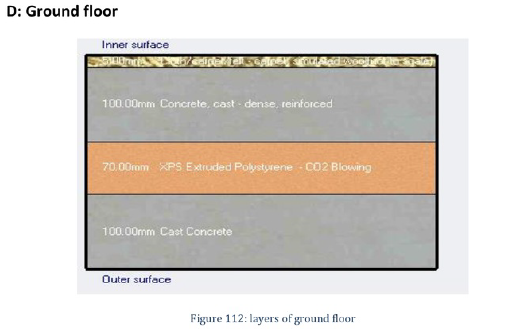 D: Ground floor
Inner surface
100.00mm Concrete, cast - dense, reinforced
70.00mm XPS Extruded Polystyrene - CO2 Blowing
100.00mm Cast Concrete
Outer surface
Figure 112: layers of ground floor